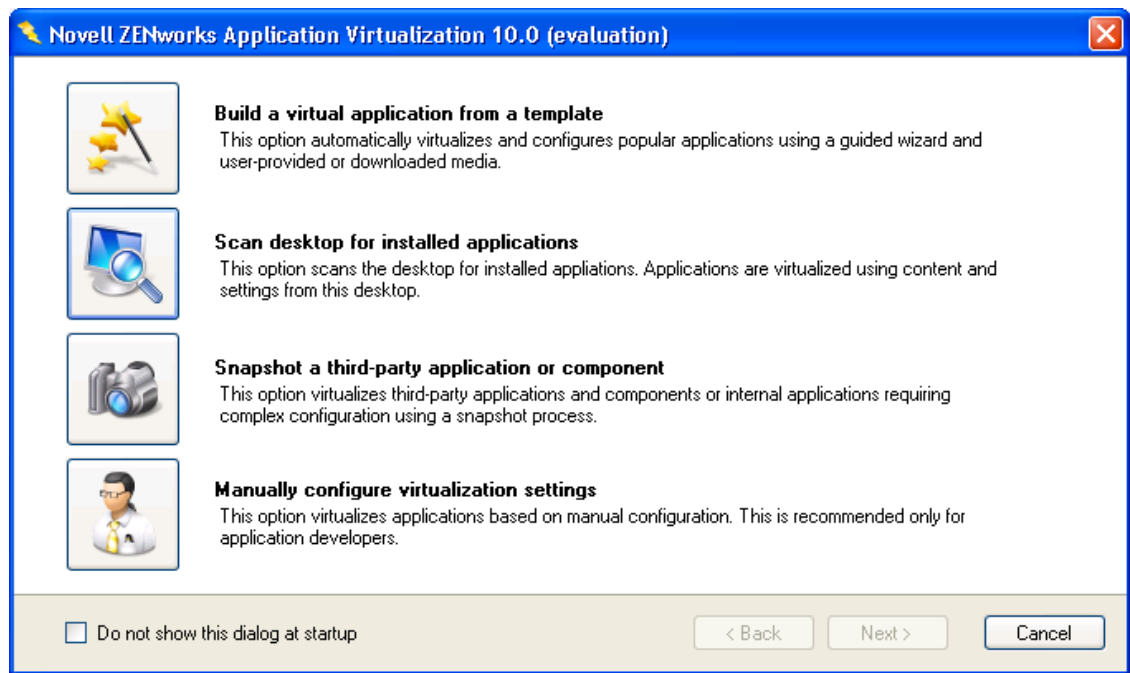 Novell ZENworks Application Virtualization 10.0 (evaluation)
Build a virtual application from a template
This option automatically virtualizes and configures popular applications using a guided wizard and
user-provided or downloaded media.
Scan desktop for installed applications
This option scans the desktop for installed appliations. Applications are virtualized using content and
settings from this desktop.
Snapshot a third-party application or component
This option virtualizes third-party applications and components or internal applications requiring
complex configuration using a snapshot process.
Manually configure virtualization settings
This option virtualizes applications based on manual configuration. This is recommended only for
application developers.
Do not show this dialog at startup
< Back
Next >
Cancel